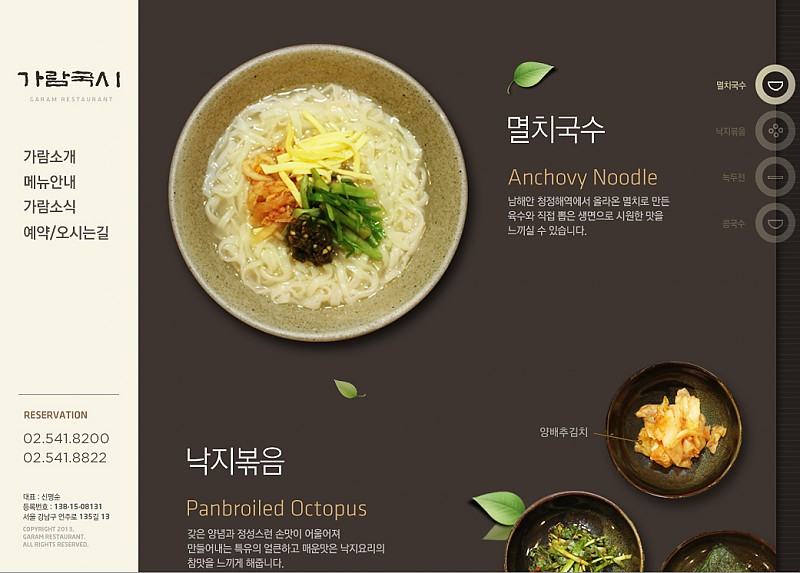 가람국시
GARAM RESTAURANT
가람소개
메뉴안내
가람소식
예약/오시는길
RESERVATION
02.541.8200
02.541.8822
대표 : 신명순
등록번호 : 138-15-08131
서울 강남구 언주로 135길 13
COPYRIGHT 2013.
GARAM RESTAURANT.
ALL RIGHTS RESERVED.
멸치국수
Anchovy Noodle
남해안 청정해역에서 올라온 멸치로 만든
육수와 직접 뽑은 생면으로 시원한 맛을
느끼실 수 있습니다.
멸치국수
낙지볶음
녹두전
콩국수
양배추김치
낙지볶음
Panbroiled Octopus
갖은 양념과 정성스런 손맛이 어울어져
만들어내는 특유의 얼큰하고 매운맛은 낙지요리의
참맛을 느끼게 해줍니다.